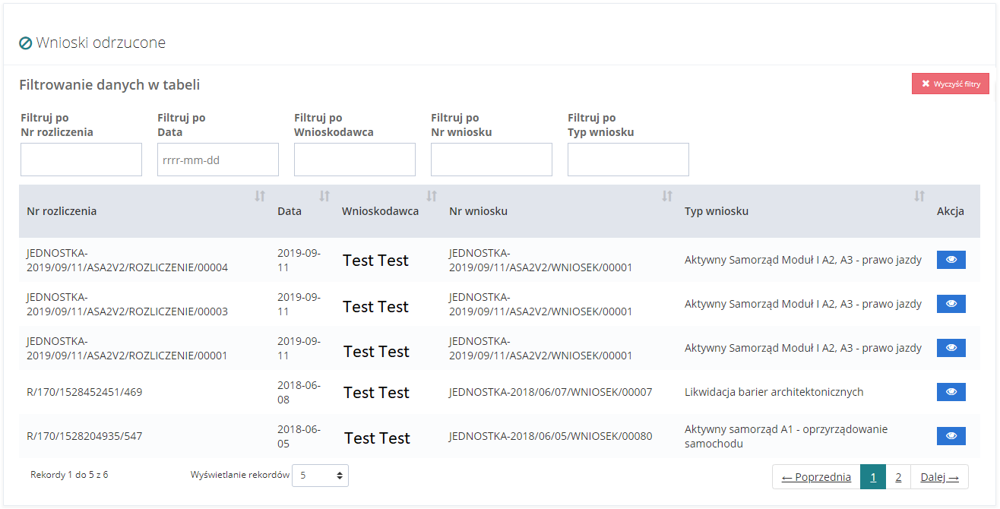 Wnioski odrzucone
Filtrowanie danych w tabeli
Wyczyść filtry
Filtruj po
Nr rozliczenia
Filtruj po
Data
Filtruj po
Wnioskodawca
Filtruj po
Nr wniosku
Filtruj po
Typ wniosku
rrrr-mm-dd
Nr rozliczenia Data Wnioskodawca Nr wniosku Typ wniosku Akcja
JEDNOSTKA-
2019/09/11/ASA2V2/ROZLICZENIE/00004
2019-09-
11
Test Test
JEDNOSTKA-
2019/09/11/ASA2V2/WNIOSEK/00001
Aktywny Samorząd Moduł I A2, A3 - prawo jazdy
JEDNOSTKA-
2019/09/11/ASA2V2/ROZLICZENIE/00003
2019-09-
11
Test Test
JEDNOSTKA-
2019/09/11/ASA2V2/WNIOSEK/00001
Aktywny Samorząd Moduł I A2, A3 - prawo jazdy
JEDNOSTKA-
2019/09/11/ASA2V2/ROZLICZENIE/00001
2019-09-
11
Test Test
JEDNOSTKA-
2019/09/11/ASA2V2/WNIOSEK/00001
Aktywny Samorząd Moduł I A2, A3 - prawo jazdy
R/170/1528452451/469
2018-06-
08
Test Test
JEDNOSTKA-2018/06/07/WNIOSEK/00007
Likwidacja barier architektonicznych
R/170/1528204935/547
2018-06-
05
Test Test
JEDNOSTKA-2018/06/05/WNIOSEK/00080
Aktywny samorząd A1 - oprzyrządowanie
samochodu
Rekordy 1 do 5 z 6
Wyświetlanie rekordów 5
← Poprzednia 1 2 Dalej →